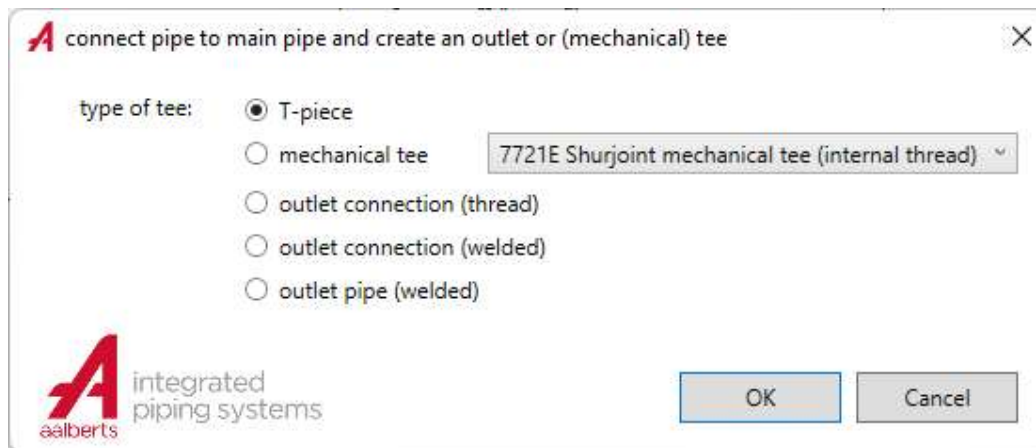 connect pipe to main pipe and create an outlet or (mechanical) tee
type of tee:
T-piece
mechanical tee
7721E Shurjoint mechanical tee (internal thread)
outlet connection (thread)
outlet connection (welded)
outlet pipe (welded)
integrated
piping systems
aalberts
OK
Cancel